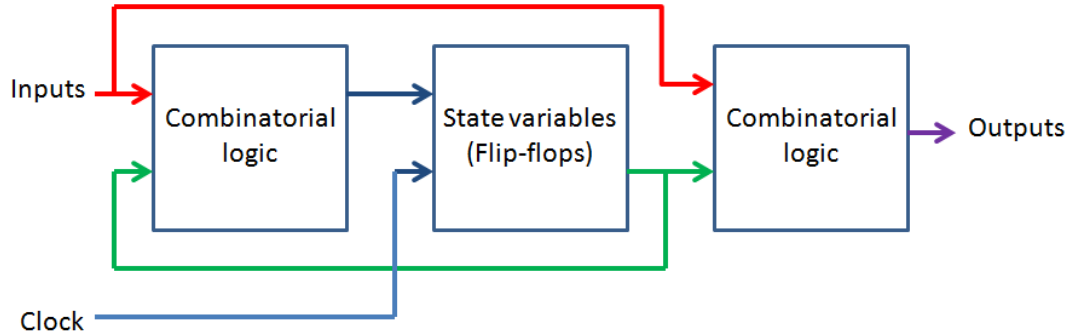 Inputs
Combinatorial
logic
State variables
(Flip-flops)
Combinatorial
logic
Outputs
Clock